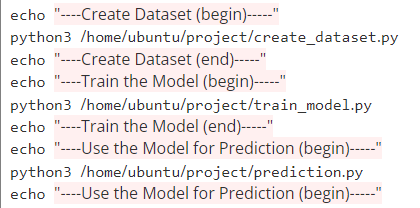 echo "----Create Dataset (begin)-----"
python3 /home/ubuntu/project/create_dataset.py
echo "----Create Dataset (end)-----"
echo "----Train the Model (begin)-----"
python3 /home/ubuntu/project/train_model.py
echo "----Train the Model (end)-----"
echo "----Use the Model for Prediction (begin)-----"
python3 /home/ubuntu/project/prediction.py
echo "----Use the Model for Prediction (begin)-----"